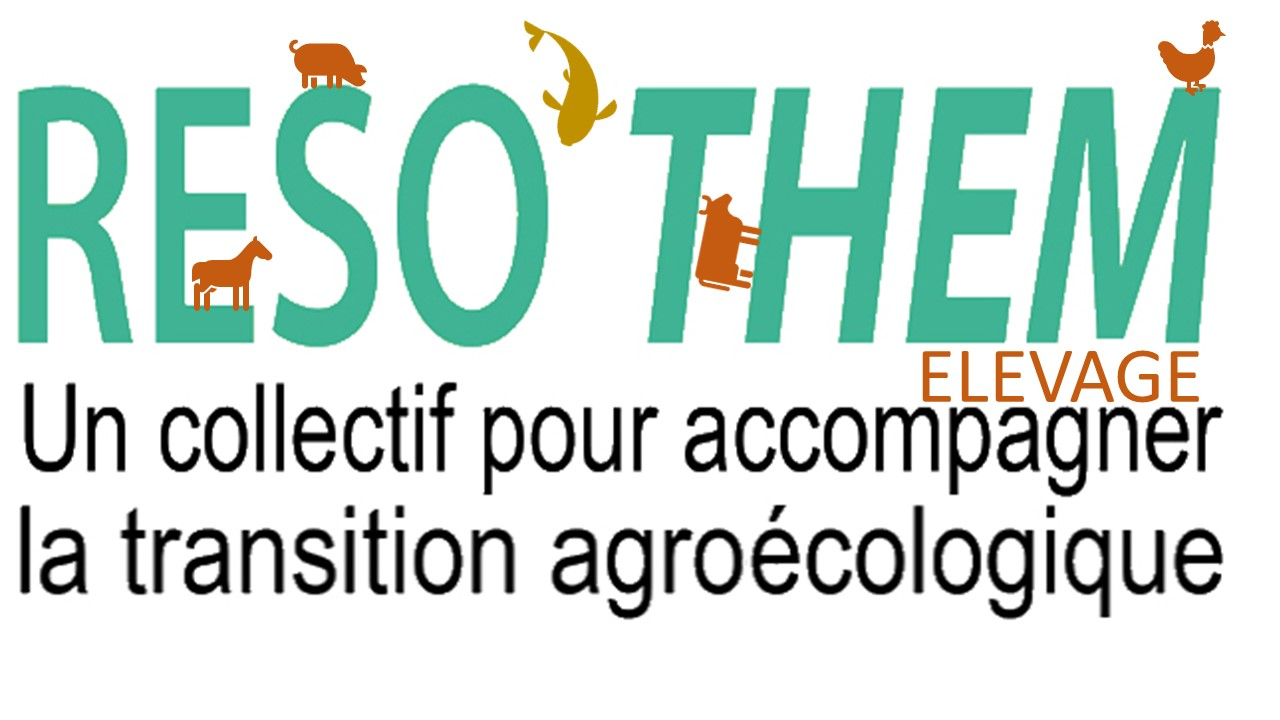 RESO THEM
ELEVAGE
Un collectif pour accompagner
la transition agroécologique